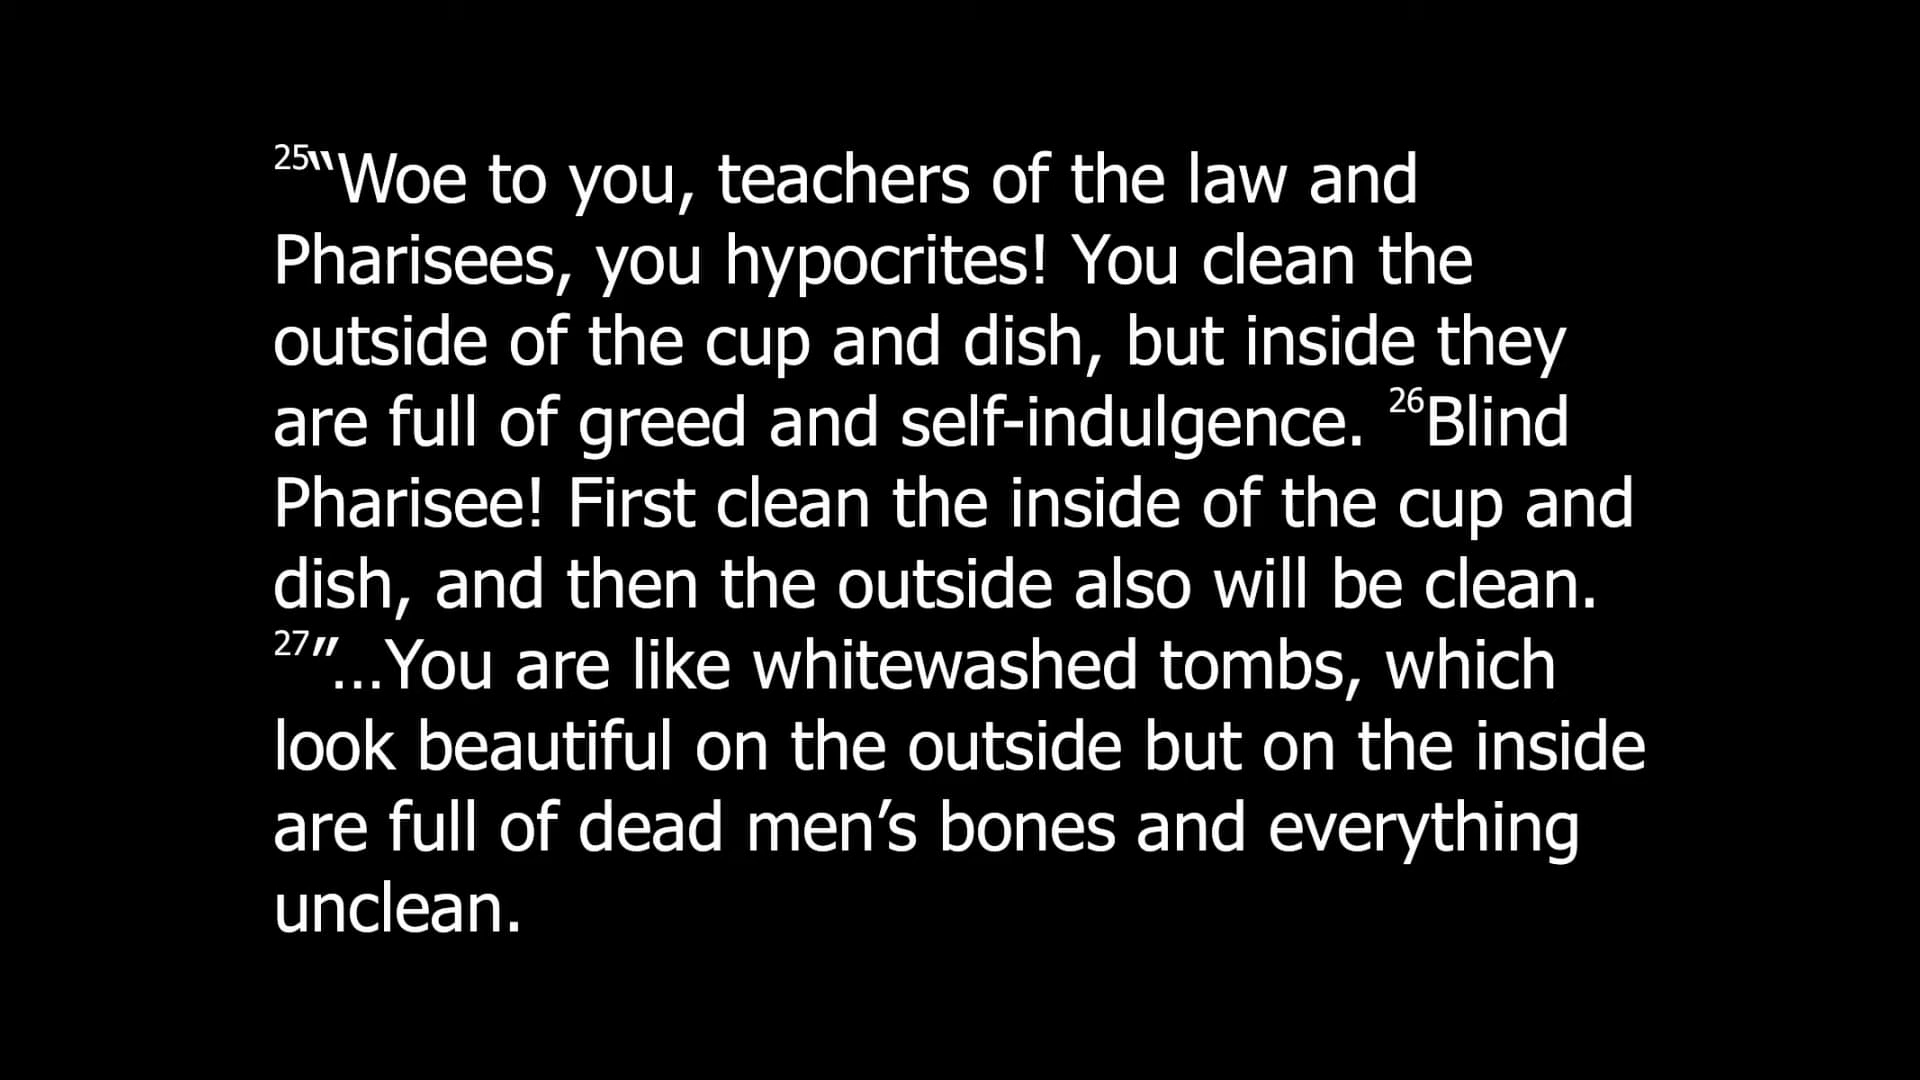 25“Woe to you, teachers of the law and
Pharisees, you hypocrites! You clean the
outside of the cup and dish, but inside they
are full of greed and self-indulgence. 26Blind
Pharisee! First clean the inside of the cup and
dish, and then the outside also will be clean.
27”…You are like whitewashed tombs, which
look beautiful on the outside but on the inside
are full of dead men’s bones and everything
unclean.